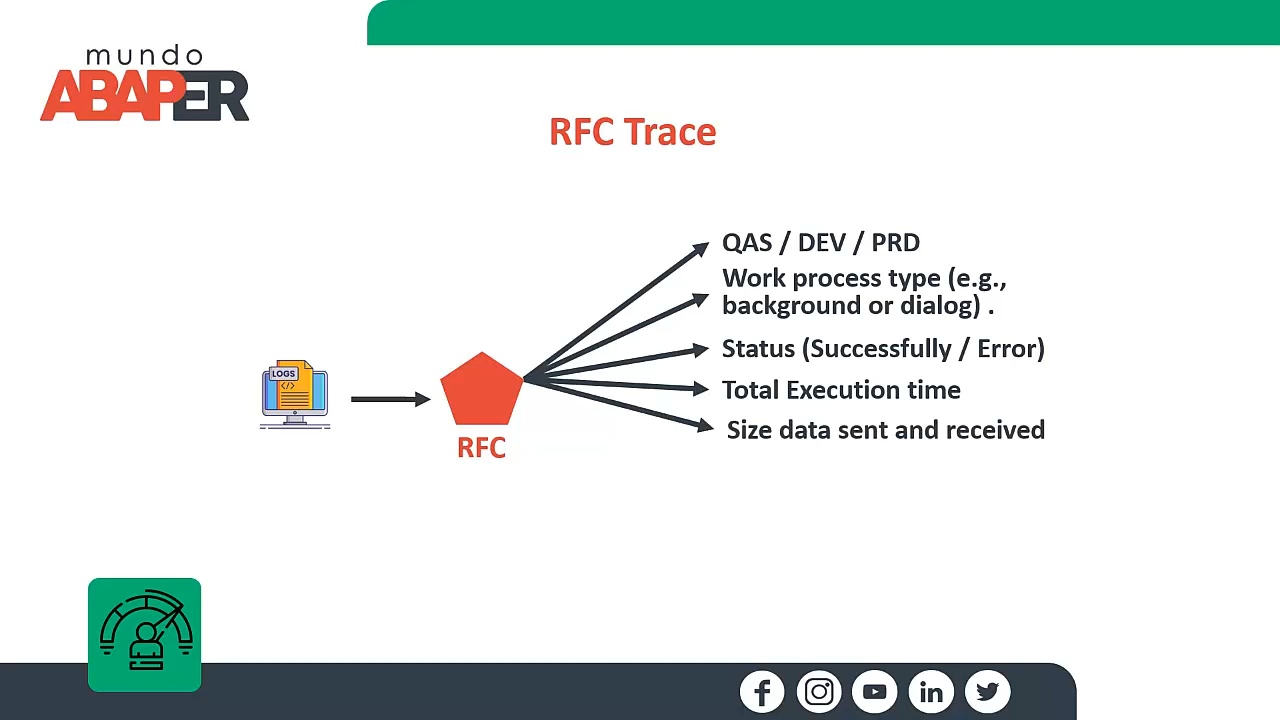 mundo
ABAPER
RFC Trace
QAS / DEV / PRD
Work process type (e.g.,
background or dialog) .
Status (Successfully / Error)
LOGS
</>
Total Execution time
Size data sent and received
RFC